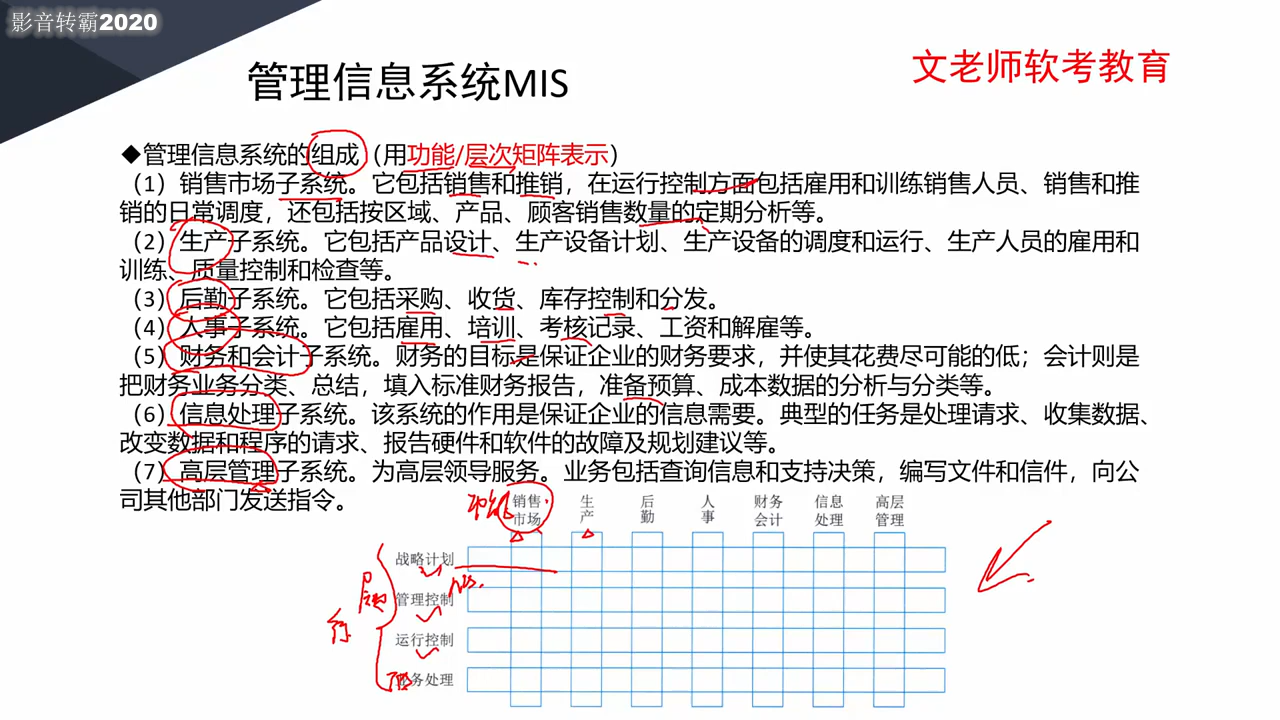 影音转霸2020
管理信息系统MIS
文老师软考教育
◆管理信息系统的组成（用功能/层次矩阵表示）
（1）销售市场子系统。它包括销售和推销，在运行控制方面包括雇用和训练销售人员、销售和推
销的日常调度，还包括按区域、产品、顾客销售数量的定期分析等。
（2）生产子系统。它包括产品设计、生产设备计划、生产设备的调度和运行、生产人员的雇用和
训练、质量控制和检查等。
（3）后勤子系统。它包括采购、收货、库存控制和分发。
（4）人事子系统。它包括雇用、培训、考核记录、工资和解雇等。
（5）财务和会计子系统。财务的目标是保证企业的财务要求，并使其花费尽可能的低；会计则是
把财务业务分类、总结，填入标准财务报告，准备预算、成本数据的分析与分类等。
（6）信息处理子系统。该系统的作用是保证企业的信息需要。典型的任务是处理请求、收集数据、
改变数据和程序的请求、报告硬件和软件的故障及规划建议等。
（7）高层管理子系统。为高层领导服务。业务包括查询信息和支持决策，编写文件和信件，向公
司其他部门发送指令。
销售 生 后 人 财务 信息 高层
市场 产 勤 事 会计 处理 管理
战略计划
管理控制
运行控制
业务处理